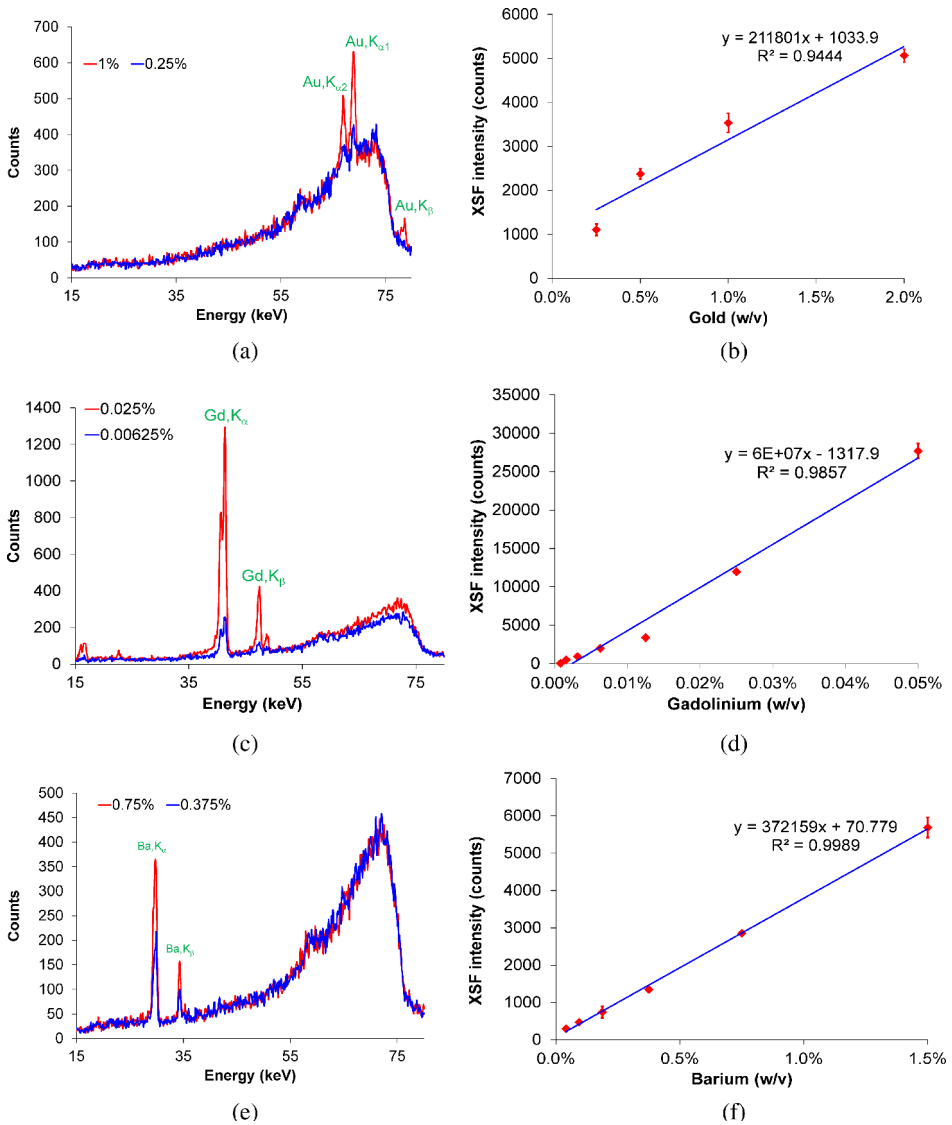 700
600
500
400
300
200
100
0
Counts
1% 0.25%
Au,Kα1
Au,Kα2
Au,Kβ
15 35 55 75
Energy (keV)
(a)
6000
5000
4000
3000
2000
1000
0
XSF intensity (counts)
y = 211801x + 1033.9
R² = 0.9444
0.0% 0.5% 1.0% 1.5% 2.0%
Gold (w/v)
(b)
1400
1200
1000
800
600
400
200
0
Counts
0.025%
0.00625%
Gd,Kα
Gd,Kβ
15 35 55 75
Energy (keV)
(c)
35000
30000
25000
20000
15000
10000
5000
0
XSF intensity (counts)
y = 6E+07x - 1317.9
R² = 0.9857
0.00% 0.01% 0.02% 0.03% 0.04% 0.05%
Gadolinium (w/v)
(d)
500
450
400
350
300
250
200
150
100
50
0
Counts
0.75% 0.375%
Ba,Kα
Ba,Kβ
15 35 55 75
Energy (keV)
(e)
7000
6000
5000
4000
3000
2000
1000
0
XSF intensity (counts)
y = 372159x + 70.779
R² = 0.9989
0.0% 0.5% 1.0% 1.5%
Barium (w/v)
(f)